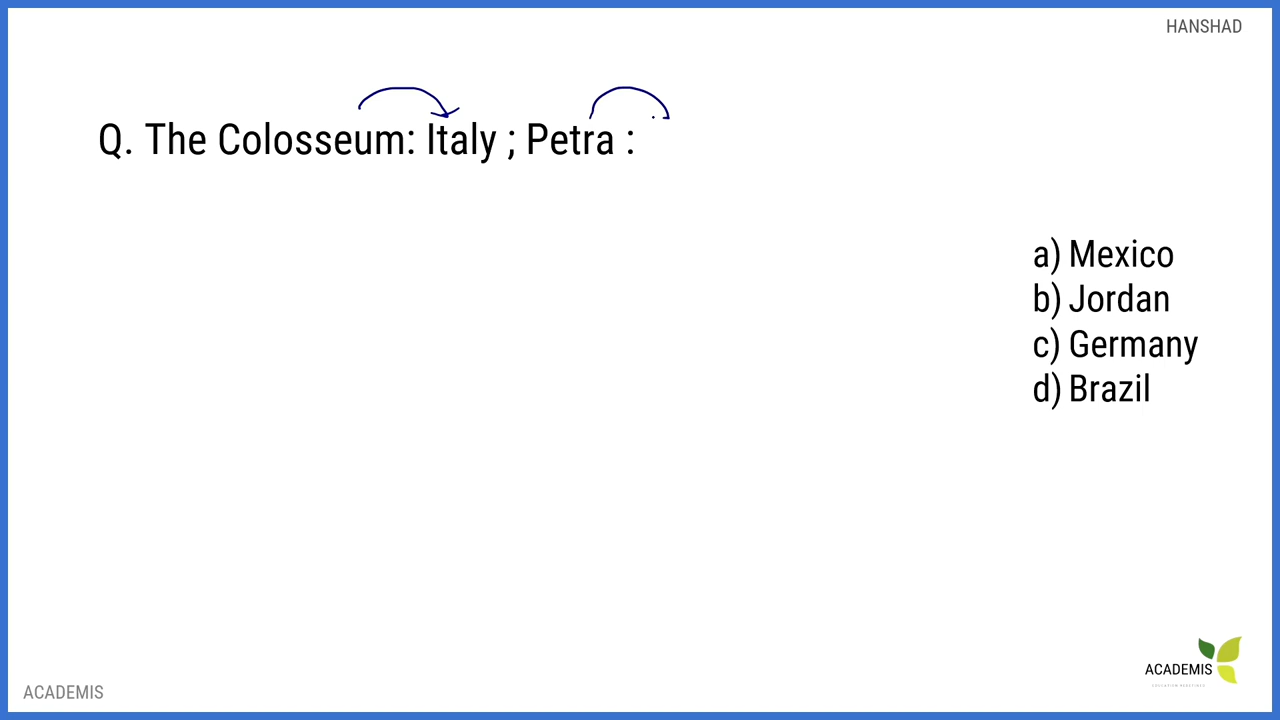 HANSHAD
Q. The Colosseum: Italy ; Petra :
a) Mexico
b) Jordan
c) Germany
d) Brazil
ACADEMIS
ACADEMIS